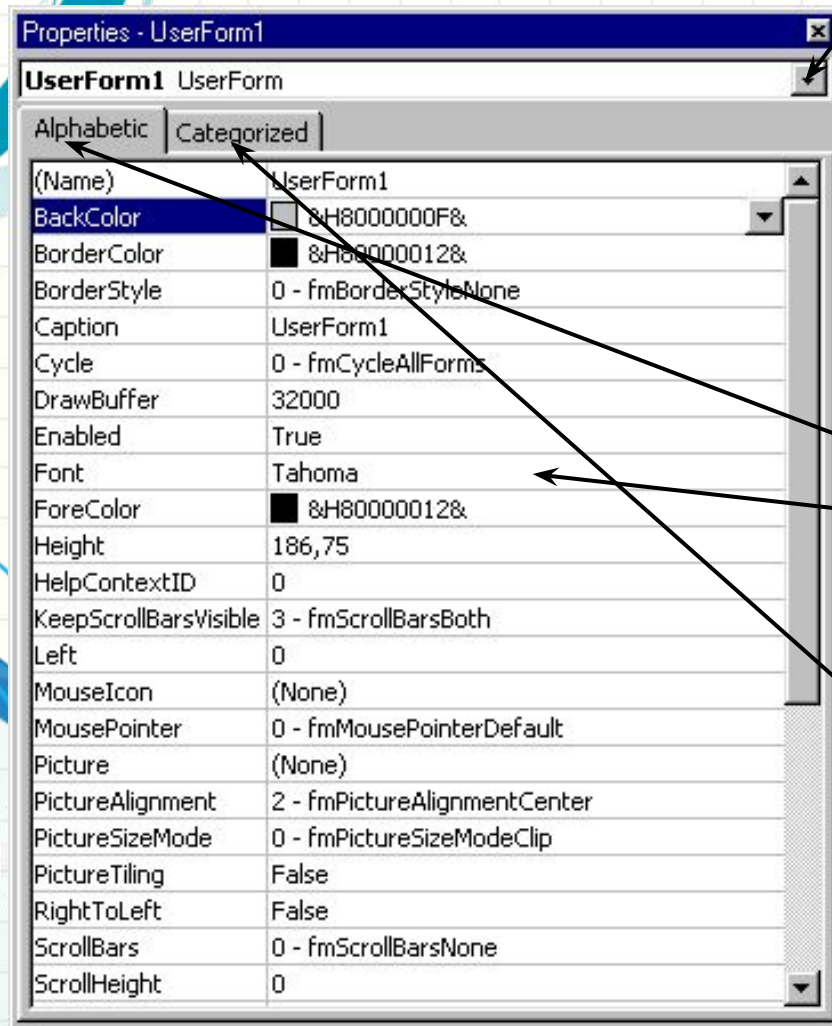 Properties - UserForm1
UserForm1 UserForm
Alphabetic Categorized
(Name) UserForm1
BackColor &H8000000F&
BorderColor &H80000012&
BorderStyle 0 - fmBorderStyleNone
Caption UserForm1
Cycle 0 - fmCycleAllForms
DrawBuffer 32000
Enabled True
Font Tahoma
ForeColor &H80000012&
Height 186,75
HelpContextID 0
KeepScrollBarsVisible 3 - fmScrollBarsBoth
Left 0
MouseIcon (None)
MousePointer 0 - fmMousePointerDefault
Picture (None)
PictureAlignment 2 - fmPictureAlignmentCenter
PictureSizeMode 0 - fmPictureSizeModeClip
PictureTiling False
RightToLeft False
ScrollBars 0 - fmScrollBarsNone
ScrollHeight 0